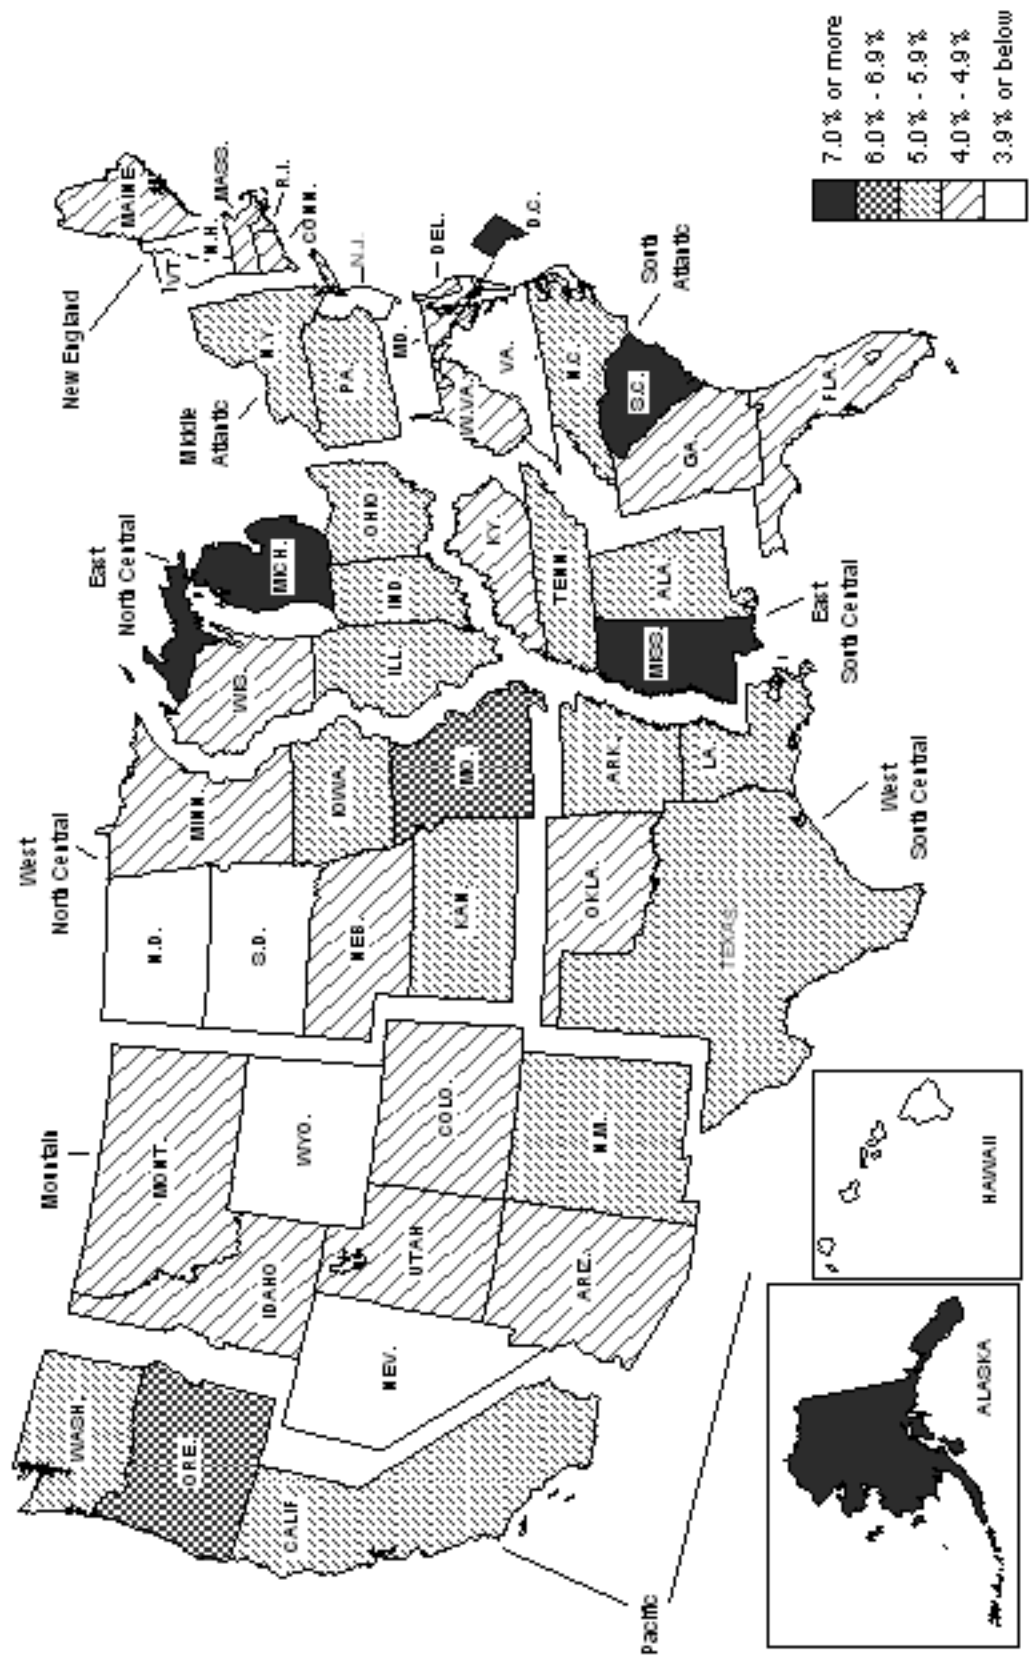 WASH.
ORE.
CALIF
NEV.
IDAHO
MONT.
WYO.
UTAH
COLO.
ARIZ.
N.M.
Mountain
Pacific
West
North Central
N.D.
S.D.
NEB.
KAN
MINN.
IOWA.
MO.
West
South Central
OKLA.
TEXAS
ARK.
LA.
East
North Central
WIS.
MICH.
ILL
IND
OHIO
East
South Central
KY.
TENN
MISS.
ALA.
Middle
Atlantic
N.Y.
PA.
N.J.
New England
MAINE
VT.
N.H.
MASS.
R.I.
CONN.
South
Atlantic
DEL.
MD.
D.C.
VA.
W.VA.
N.C.
S.C.
GA.
FLA.
ALASKA
HAWAII
7.0% or more
6.0% - 6.9%
5.0% - 5.9%
4.0% - 4.9%
3.9% or below